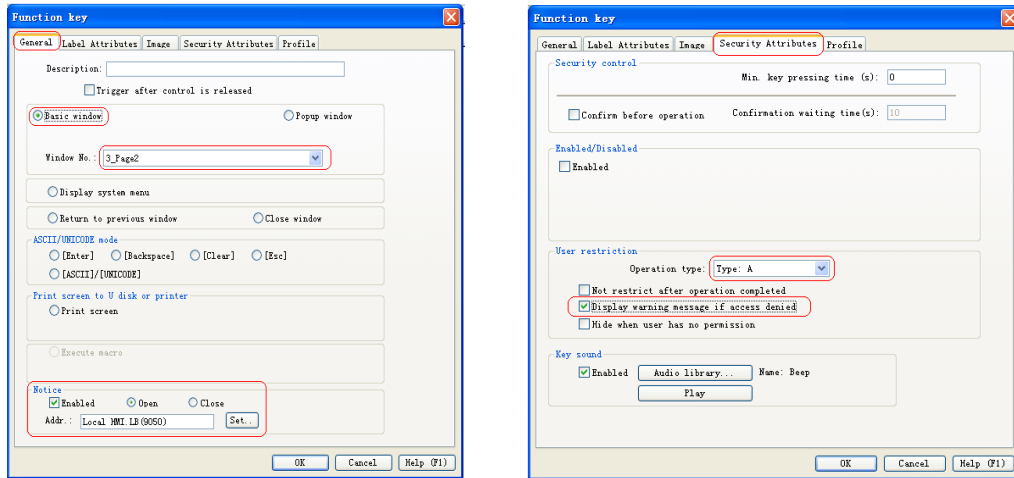 Function key
General Label Attributes Image Security Attributes Profile
Description:
Trigger after control is released
Basic window Popup window
Window No.: 3_Page2
Display system menu
Return to previous window Close window
ASCII/UNICODE mode
[Enter] [Backspace] [Clear] [Esc]
[ASCII]/[UNICODE]
Print screen to U disk or printer
Print screen
Execute macro
Notice
Enabled Open Close
Addr.: Local HMI.LB(9050) Set..
OK Cancel Help (F1)
Function key
General Label Attributes Image Security Attributes Profile
Security control
Min. key pressing time (s): 0
Confirm before operation Confirmation waiting time(s): 10
Enabled/Disabled
Enabled
User restriction
Operation type: Type: A
Not restrict after operation completed
Display warning message if access denied
Hide when user has no permission
Key sound
Enabled Audio library... Name: Beep
Play
OK Cancel Help (F1)